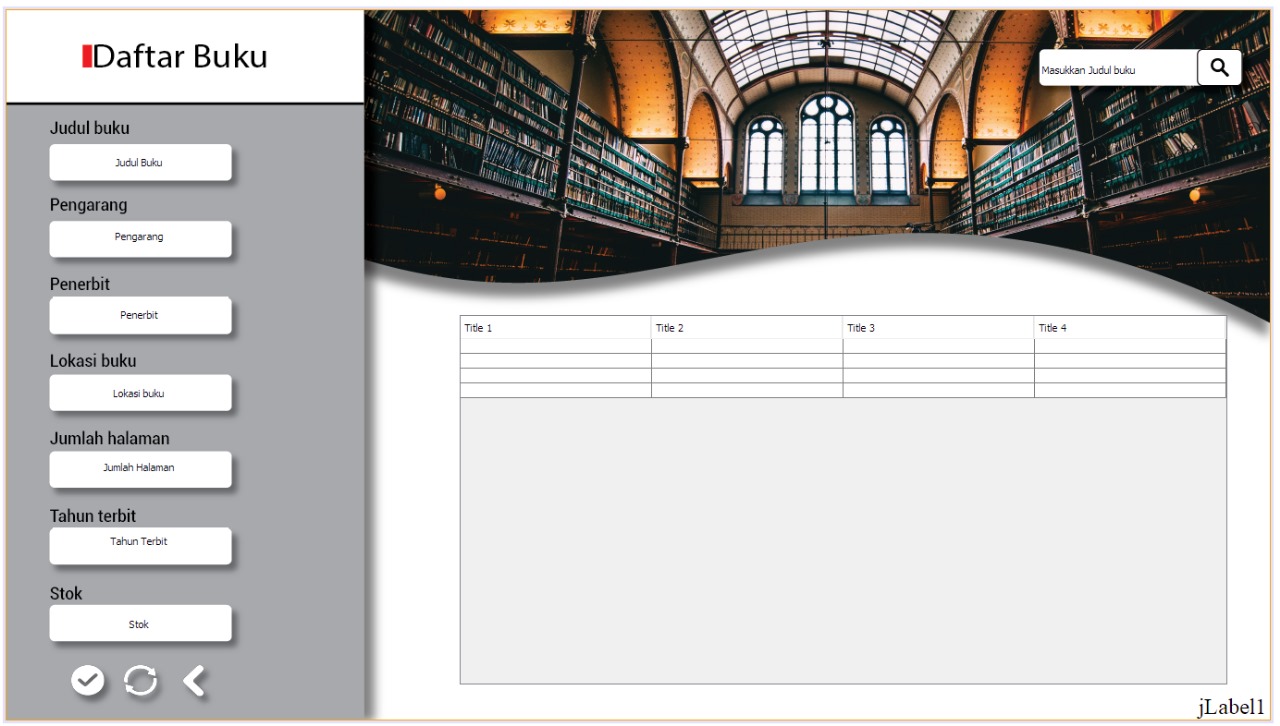 Daftar Buku
Masukkan Judul buku
Judul buku
Judul Buku
Pengarang
Pengarang
Penerbit
Penerbit
Lokasi buku
Lokasi buku
Jumlah halaman
Jumlah Halaman
Tahun terbit
Tahun Terbit
Stok
Stok
Title 1 Title 2 Title 3 Title 4
jLabel1